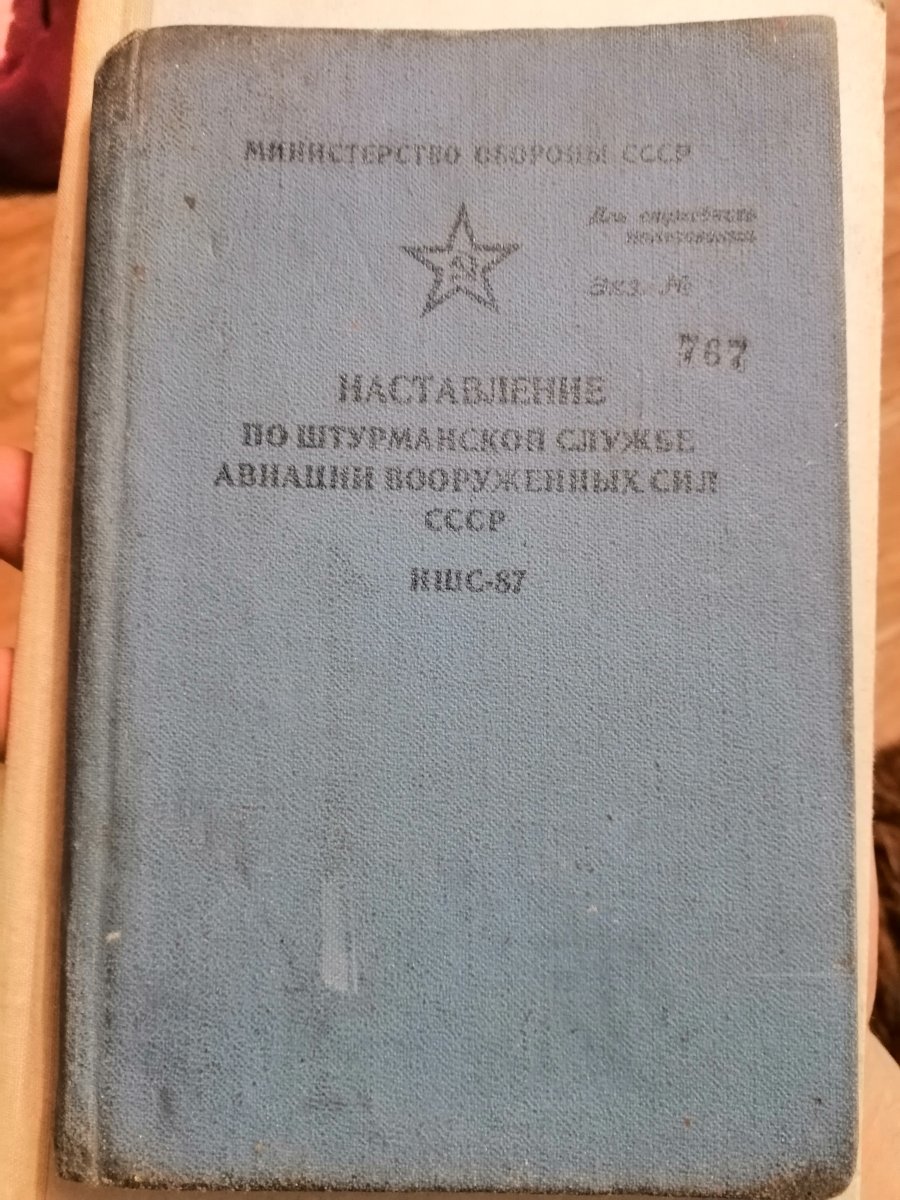 МИНИСТЕРСТВО ОБОРОНЫ СССР
Для служебного
пользования
Экз. №
767
НАСТАВЛЕНИЕ
ПО ШТУРМАНСКОЙ СЛУЖБЕ
АВИАЦИИ ВООРУЖЕННЫХ СИЛ
СССР
НШС-87